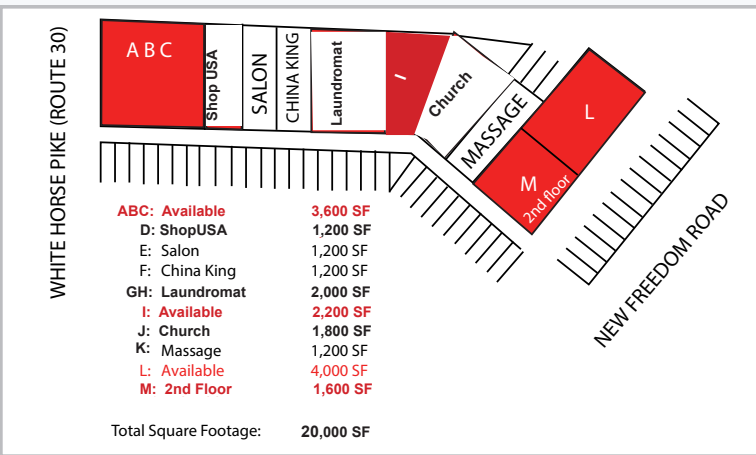 WHITE HORSE PIKE (ROUTE 30)
A B C
Shop USA
SALON
CHINA KING
Laundromat
I
Church
MASSAGE
L
M
2nd floor
NEW FREEDOM ROAD
ABC: Available 3,600 SF
D: ShopUSA 1,200 SF
E: Salon 1,200 SF
F: China King 1,200 SF
GH: Laundromat 2,000 SF
I: Available 2,200 SF
J: Church 1,800 SF
K: Massage 1,200 SF
L: Available 4,000 SF
M: 2nd Floor 1,600 SF
Total Square Footage: 20,000 SF